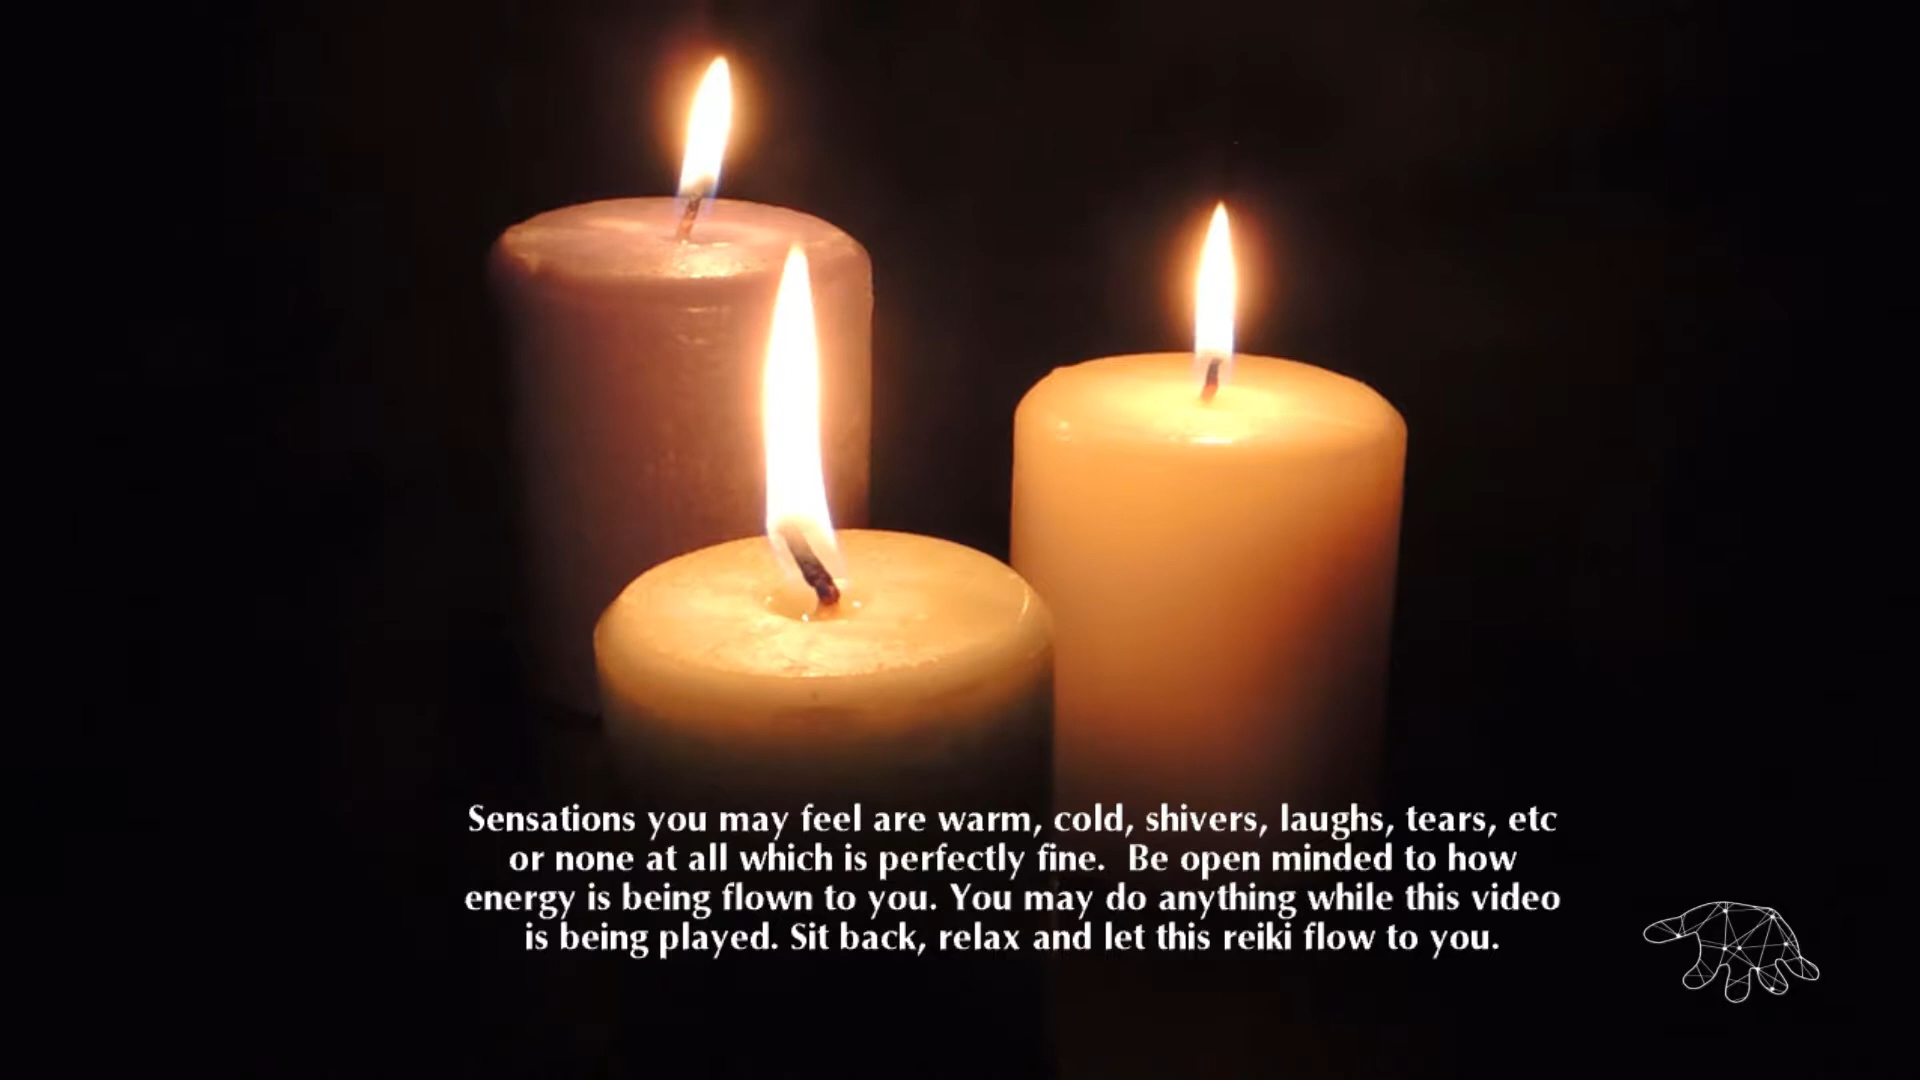 Sensations you may feel are warm, cold, shivers, laughs, tears, etc
or none at all which is perfectly fine.  Be open minded to how
energy is being flown to you. You may do anything while this video
is being played. Sit back, relax and let this reiki flow to you.